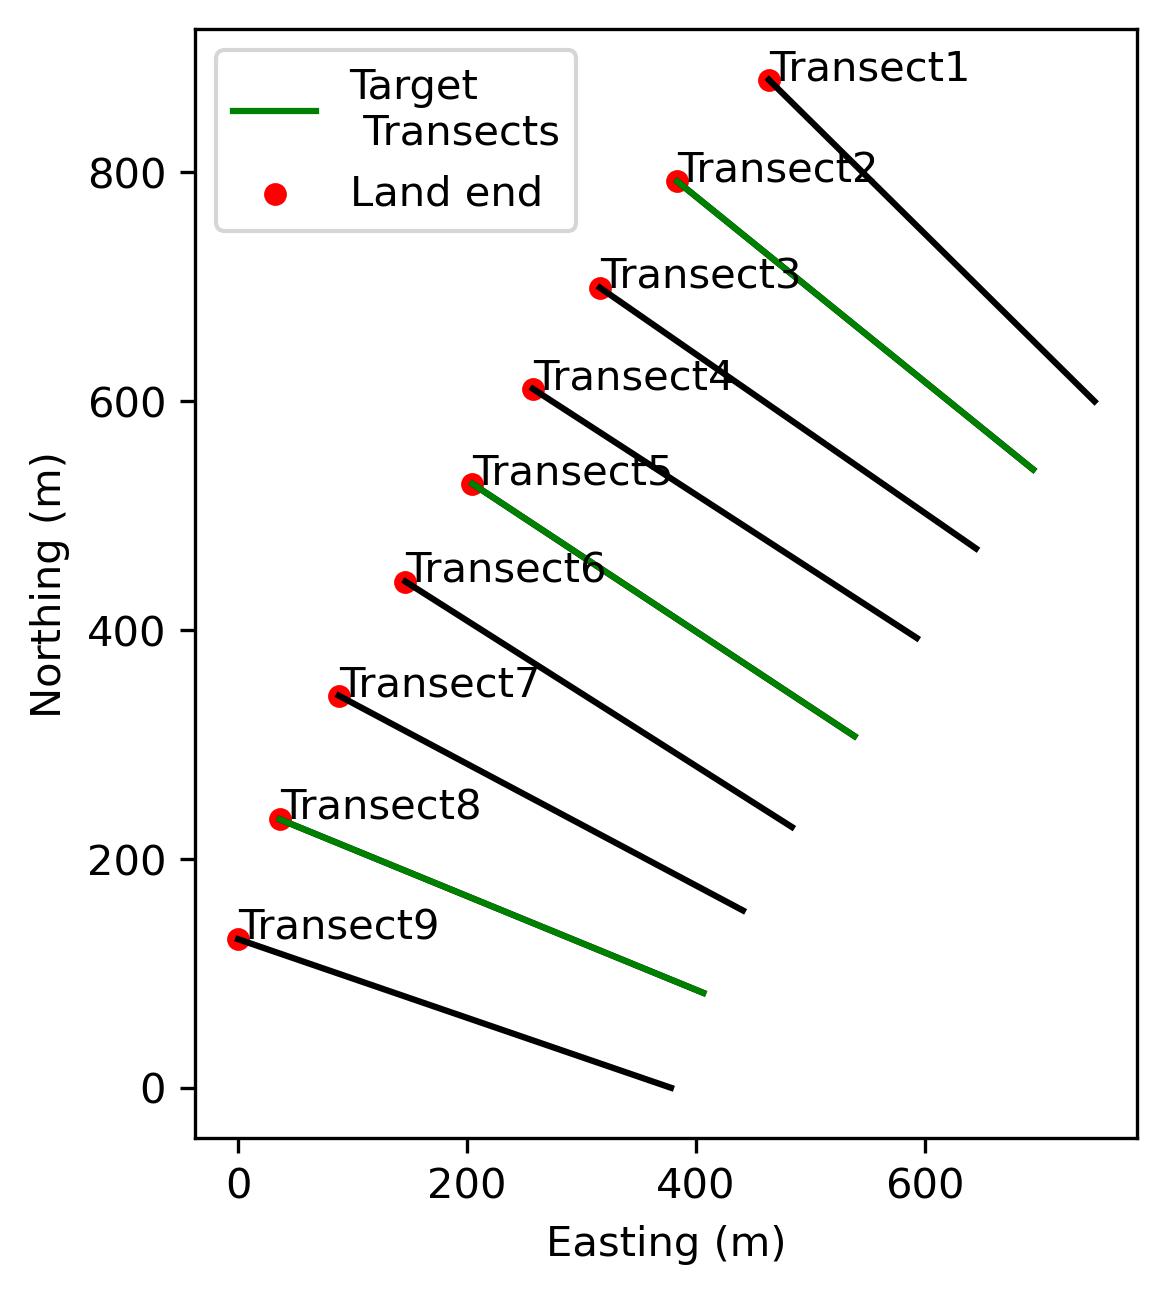 Target
Transects
Land end
Transect1
Transect2
Transect3
Transect4
Transect5
Transect6
Transect7
Transect8
Transect9
800
600
400
200
0
Northing (m)
0 200 400 600
Easting (m)